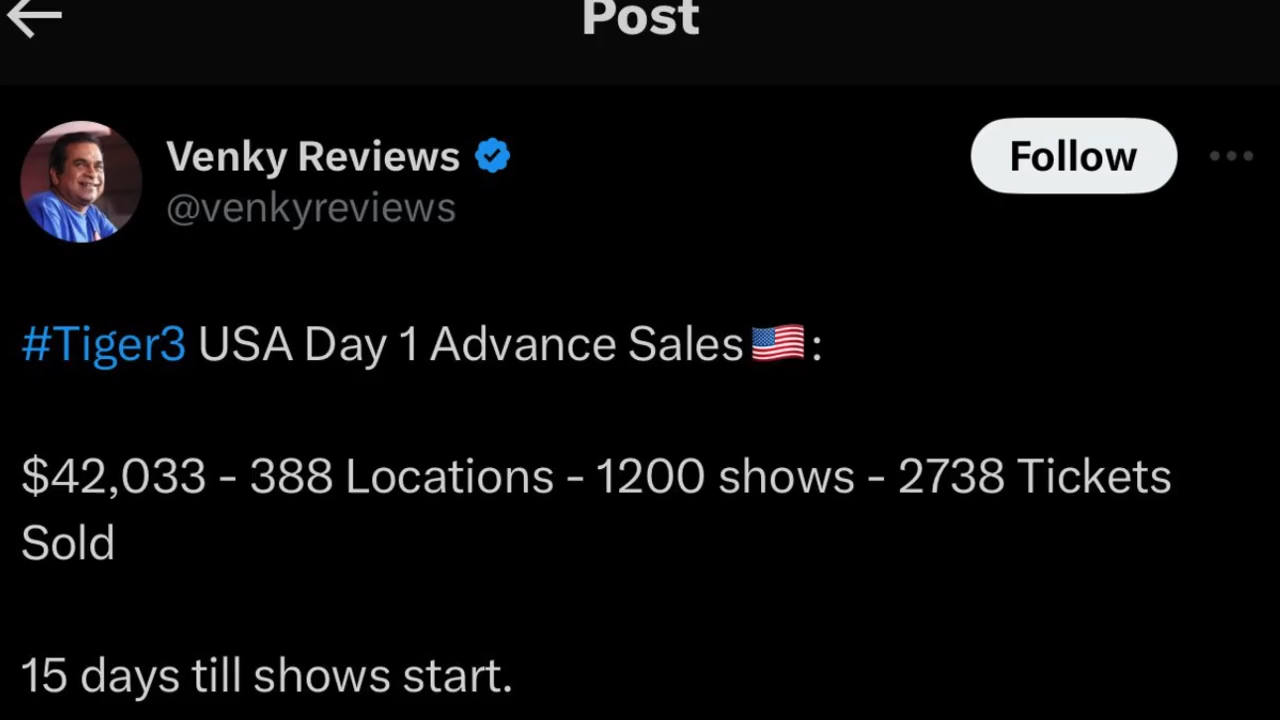 Post
Venky Reviews
Follow
@venkyreviews
#Tiger3 USA Day 1 Advance Sales🇺🇸:
$42,033 - 388 Locations - 1200 shows - 2738 Tickets
Sold
15 days till shows start.